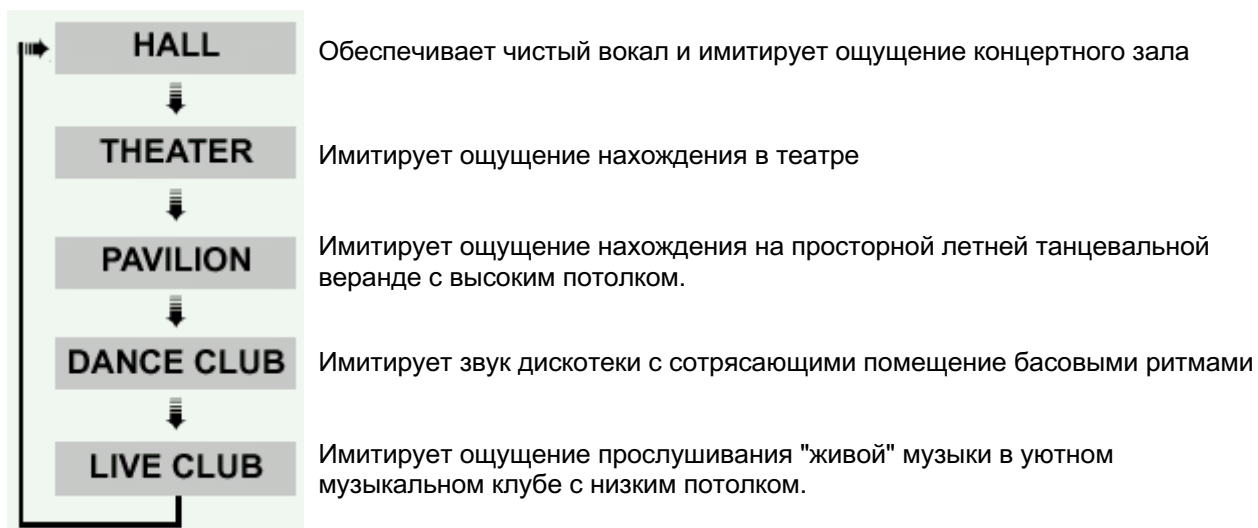 HALL
Обеспечивает чистый вокал и имитирует ощущение концертного зала
THEATER
Имитирует ощущение нахождения в театре
PAVILION
Имитирует ощущение нахождения на просторной летней танцевальной
веранде с высоким потолком.
DANCE CLUB
Имитирует звук дискотеки с сотрясающими помещение басовыми ритмами
LIVE CLUB
Имитирует ощущение прослушивания "живой" музыки в уютном
музыкальном клубе с низким потолком.